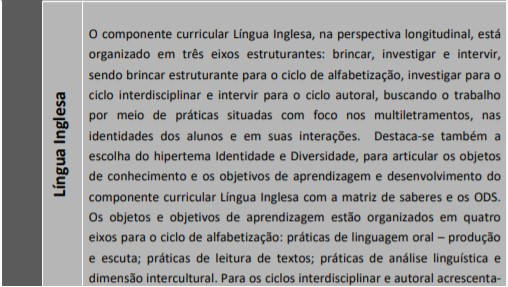 Língua Inglesa
O componente curricular Língua Inglesa, na perspectiva longitudinal, está
organizado em três eixos estruturantes: brincar, investigar e intervir,
sendo brincar estruturante para o ciclo de alfabetização, investigar para o
ciclo interdisciplinar e intervir para o ciclo autoral, buscando o trabalho
por meio de práticas situadas com foco nos multiletramentos, nas
identidades dos alunos e em suas interações. Destaca-se também a
escolha do hipertema Identidade e Diversidade, para articular os objetos
de conhecimento e os objetivos de aprendizagem e desenvolvimento do
componente curricular Língua Inglesa com a matriz de saberes e os ODS.
Os objetos e objetivos de aprendizagem estão organizados em quatro
eixos para o ciclo de alfabetização: práticas de linguagem oral – produção
e escuta; práticas de leitura de textos; práticas de análise linguística e
dimensão intercultural. Para os ciclos interdisciplinar e autoral acrescenta-